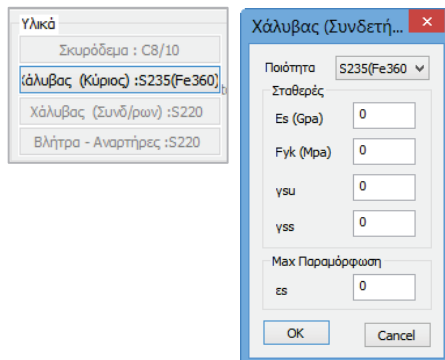 Υλικά
Σκυρόδεμα : C8/10
Χάλυβας (Κύριος) :S235(Fe360)
Χάλυβας (Συνδ/ρων) :S220
Βλήτρα - Αναρτήρες :S220
Χάλυβας (Συνδετή...
Ποιότητα S235(Fe360
Σταθερές
Es (Gpa) 0
Fyk (Mpa) 0
γsu 0
γss 0
Max Παραμόρφωση
εs 0
OK Cancel